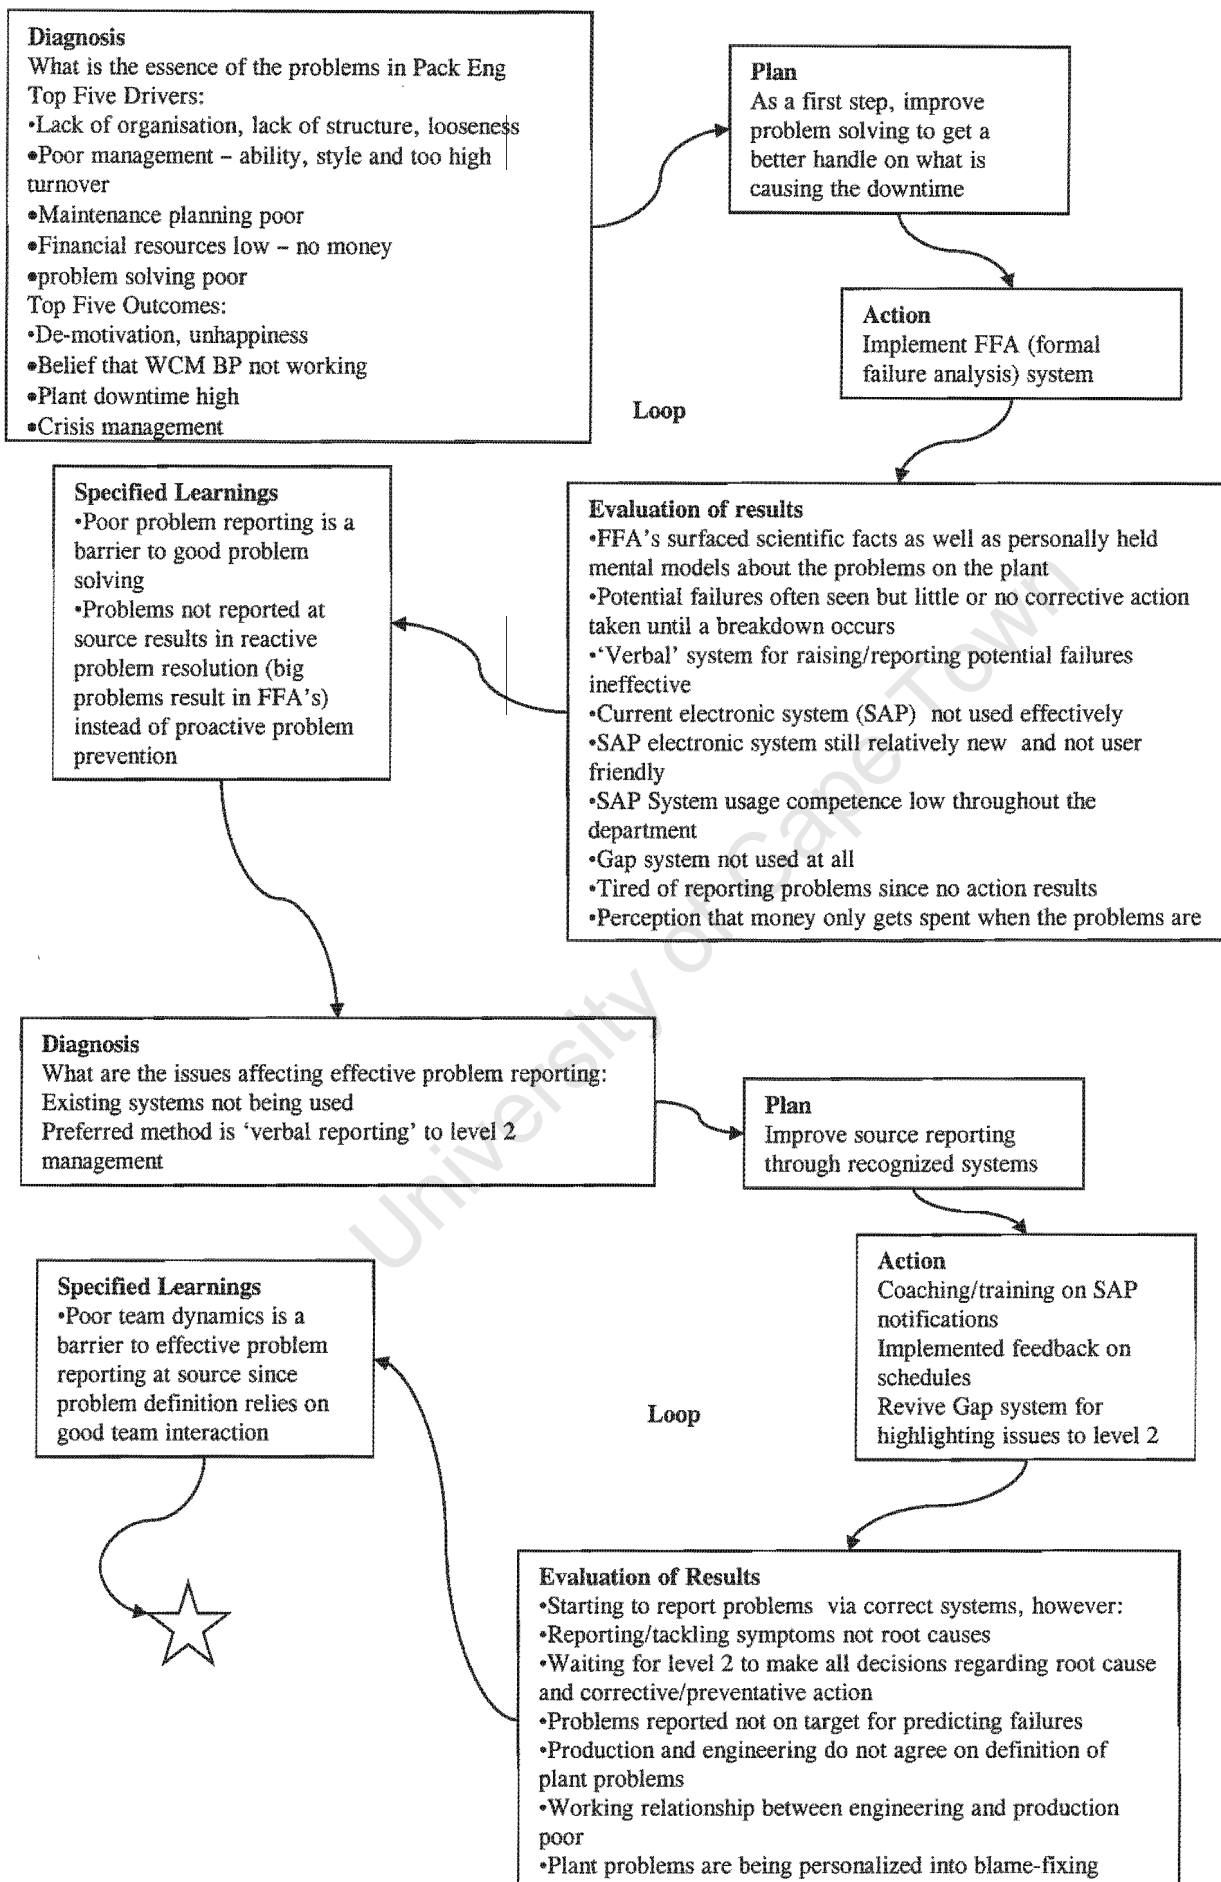 Diagnosis
What is the essence of the problems in Pack Eng
Top Five Drivers:
•Lack of organisation, lack of structure, looseness
•Poor management – ability, style and too high
turnover
•Maintenance planning poor
•Financial resources low – no money
•problem solving poor
Top Five Outcomes:
•De-motivation, unhappiness
•Belief that WCM BP not working
•Plant downtime high
•Crisis management
Plan
As a first step, improve
problem solving to get a
better handle on what is
causing the downtime
Action
Implement FFA (formal
failure analysis) system
Loop
Evaluation of results
•FFA's surfaced scientific facts as well as personally held
mental models about the problems on the plant
•Potential failures often seen but little or no corrective action
taken until a breakdown occurs
•'Verbal' system for raising/reporting potential failures
ineffective
•Current electronic system (SAP) not used effectively
•SAP electronic system still relatively new and not user
friendly
•SAP System usage competence low throughout the
department
•Gap system not used at all
•Tired of reporting problems since no action results
•Perception that money only gets spent when the problems are
Specified Learnings
•Poor problem reporting is a
barrier to good problem
solving
•Problems not reported at
source results in reactive
problem resolution (big
problems result in FFA's)
instead of proactive problem
prevention
Diagnosis
What are the issues affecting effective problem reporting:
Existing systems not being used
Preferred method is 'verbal reporting' to level 2
management
Plan
Improve source reporting
through recognized systems
Action
Coaching/training on SAP
notifications
Implemented feedback on
schedules
Revive Gap system for
highlighting issues to level 2
Loop
Evaluation of Results
•Starting to report problems via correct systems, however:
•Reporting/tackling symptoms not root causes
•Waiting for level 2 to make all decisions regarding root cause
and corrective/preventative action
•Problems reported not on target for predicting failures
•Production and engineering do not agree on definition of
plant problems
•Working relationship between engineering and production
poor
•Plant problems are being personalized into blame-fixing
Specified Learnings
•Poor team dynamics is a
barrier to effective problem
reporting at source since
problem definition relies on
good team interaction
University of Cape Town